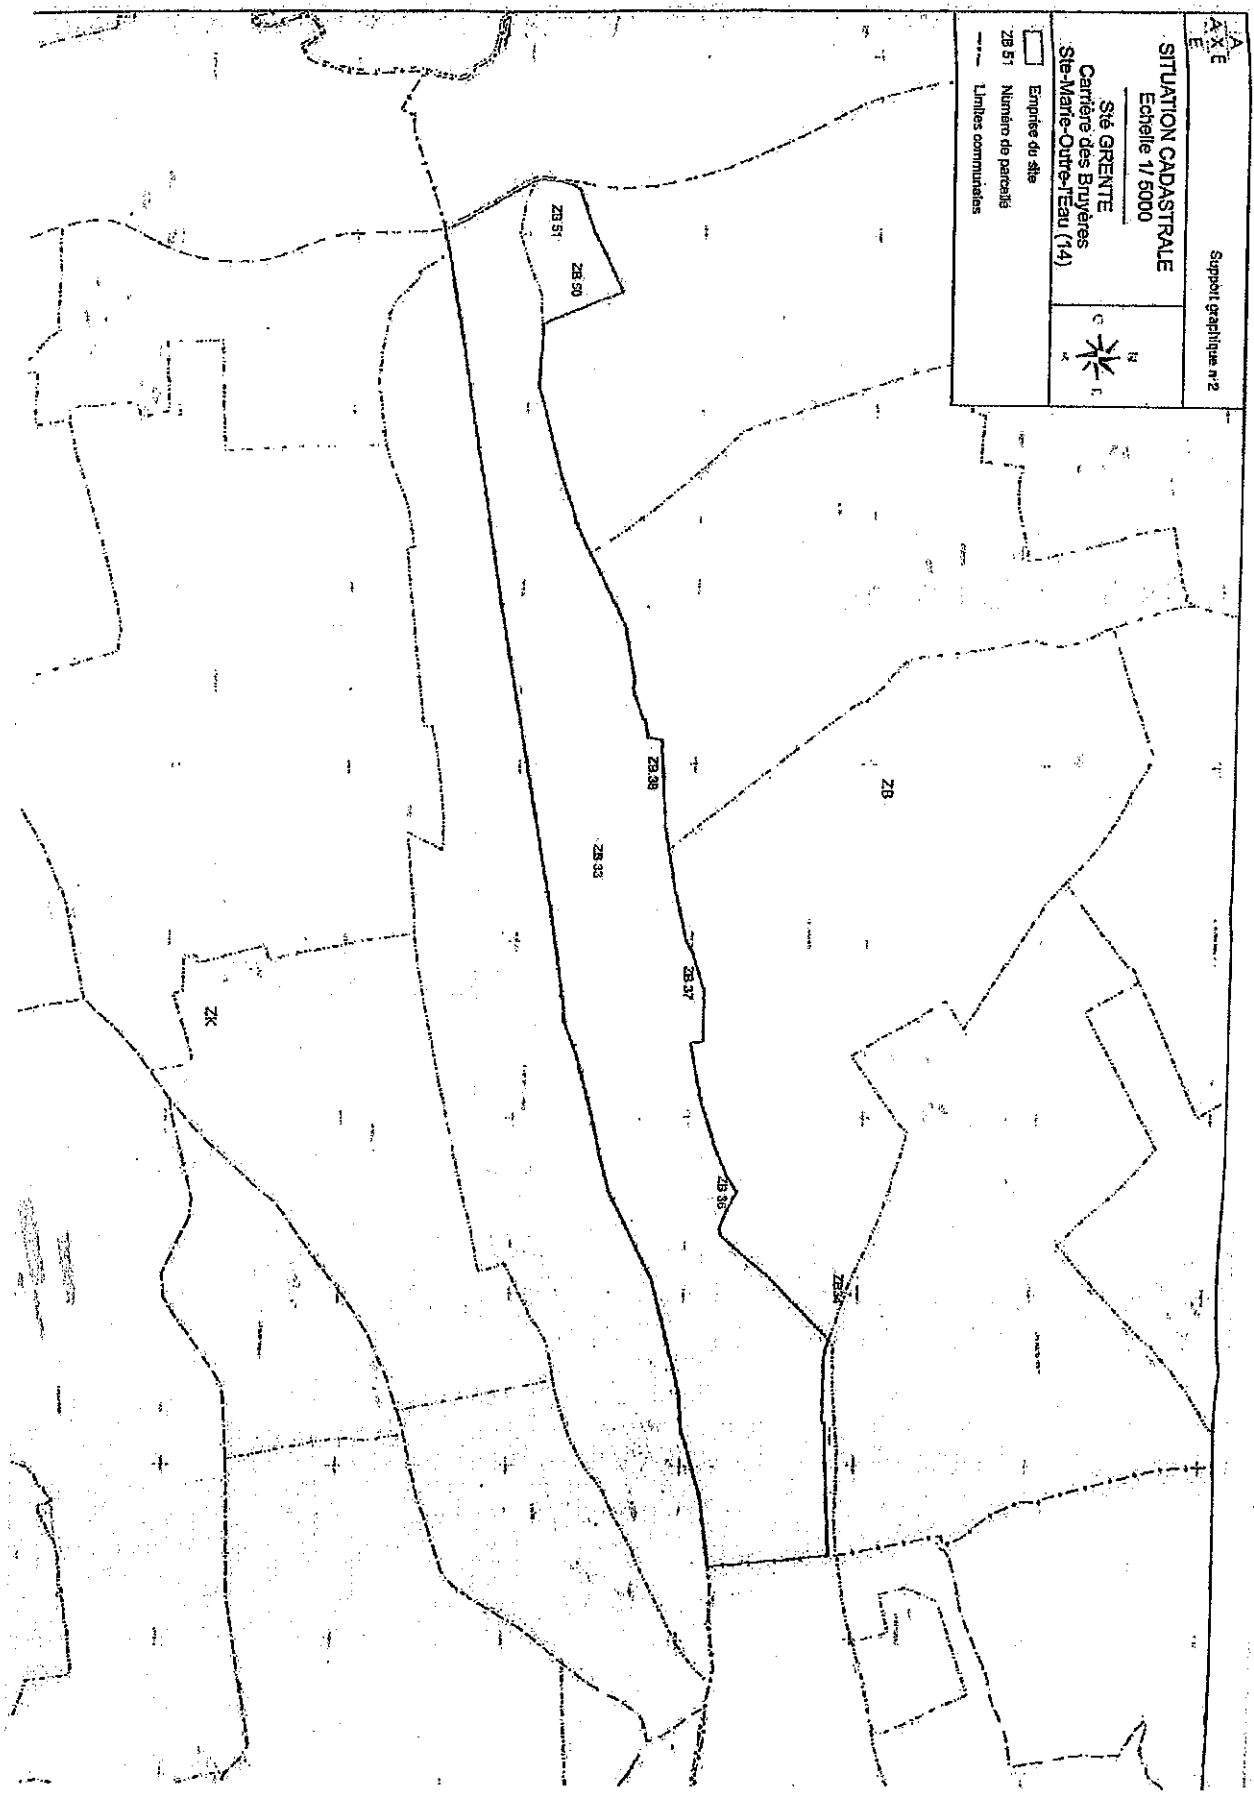 A
AXE
E
Support graphique n°2
SITUATION CADASTRALE
Echelle 1/ 5000
Sté GRENTE
Carrière des Bruyères
Ste-Marie-Outre-l'Eau (14)
N
O
E
Emprise du site
ZB 51 Numéro de parcelle
Limites communales
ZB 51
ZB 50
ZB
ZB 38
ZB 33
ZB 37
ZK
ZB 36